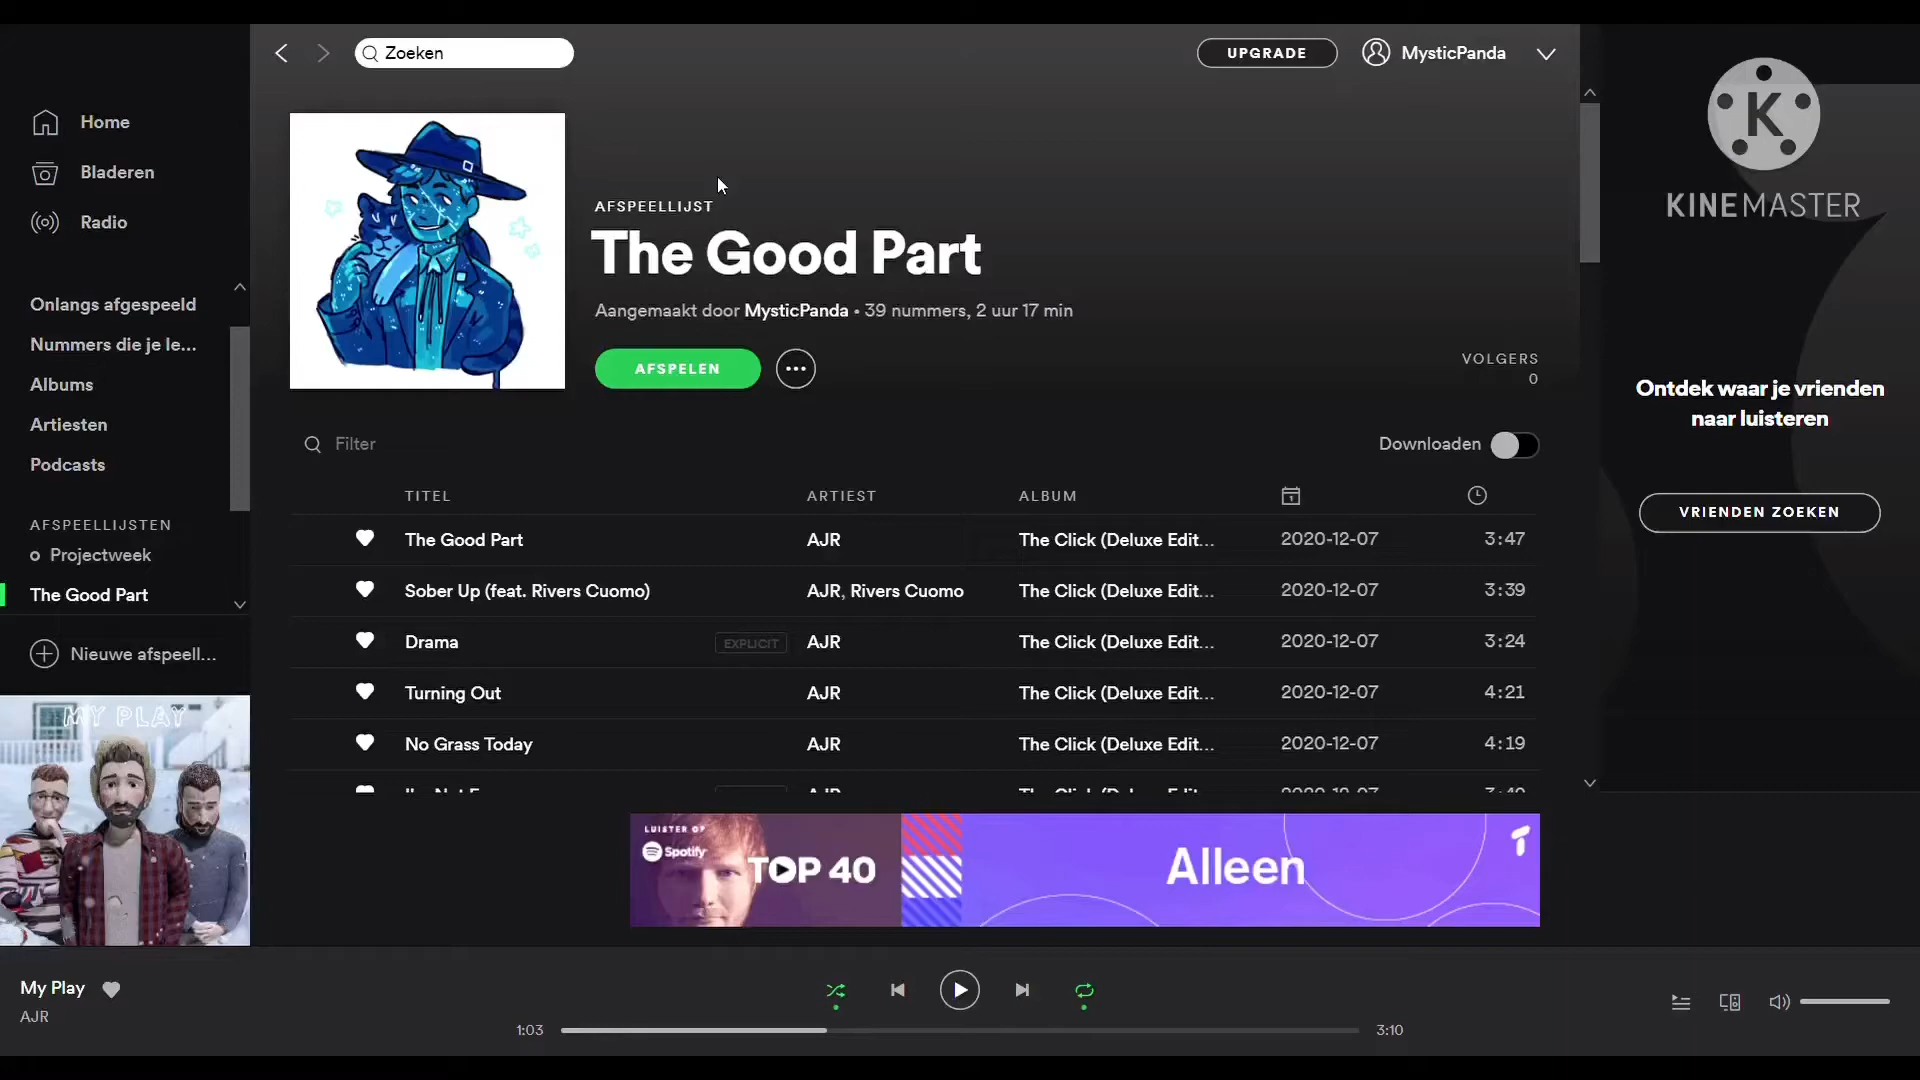 Zoeken
UPGRADE
MysticPanda
K
KINEMASTER
Home
Bladeren
Radio
Onlangs afgespeeld
Nummers die je le...
Albums
Artiesten
Podcasts
AFSPEELLIJSTEN
Projectweek
The Good Part
Nieuwe afspeell...
AFSPEELLIJST
The Good Part
Aangemaakt door MysticPanda • 39 nummers, 2 uur 17 min
AFSPELEN
VOLGERS
0
Filter
Downloaden
TITEL ARTIEST ALBUM
The Good Part AJR The Click (Deluxe Edit... 2020-12-07 3:47
Sober Up (feat. Rivers Cuomo) AJR, Rivers Cuomo The Click (Deluxe Edit... 2020-12-07 3:39
Drama EXPLICIT AJR The Click (Deluxe Edit... 2020-12-07 3:24
Turning Out AJR The Click (Deluxe Edit... 2020-12-07 4:21
No Grass Today AJR The Click (Deluxe Edit... 2020-12-07 4:19
Ontdek waar je vrienden
naar luisteren
VRIENDEN ZOEKEN
MY PLAY
LUISTER OP
Spotify
TOP 40
Alleen
My Play
AJR
1:03
3:10